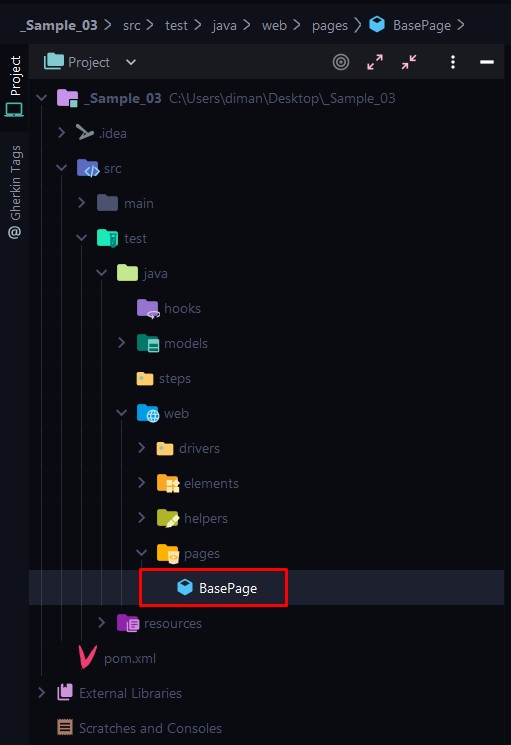 _Sample_03 > src > test > java > web > pages > BasePage >
Project
Project
_Sample_03 C:\Users\diman\Desktop\_Sample_03
.idea
src
main
test
java
hooks
models
steps
web
drivers
elements
helpers
pages
BasePage
resources
pom.xml
External Libraries
Scratches and Consoles
@ Gherkin Tags